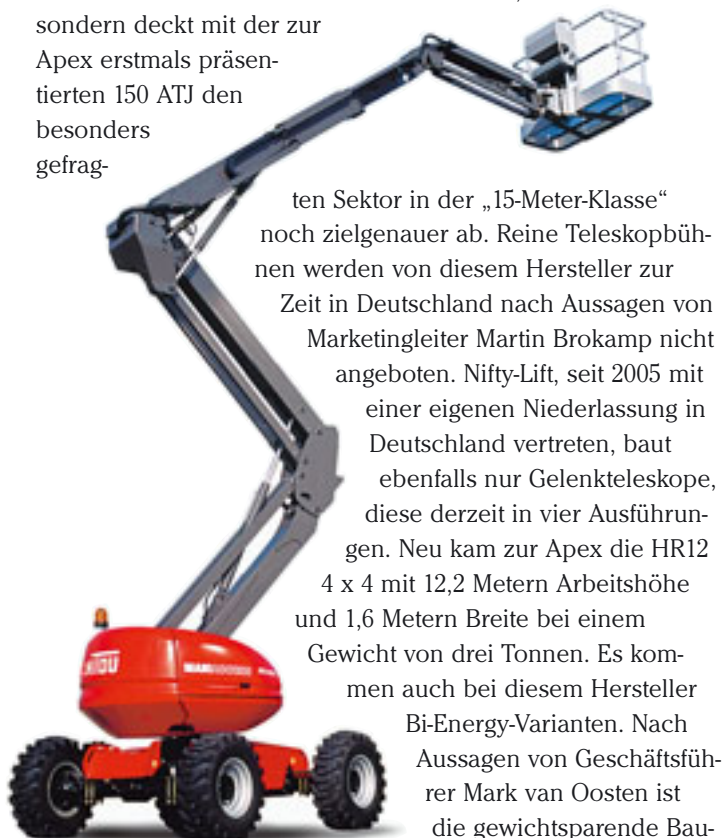 sondern deckt mit der zur
Apex erstmals präsen-
tierten 150 ATJ den
besonders
gefrag-
ten Sektor in der „15-Meter-Klasse“
noch zielgenauer ab. Reine Teleskopbüh-
nen werden von diesem Hersteller zur
Zeit in Deutschland nach Aussagen von
Marketingleiter Martin Brokamp nicht
angeboten. Nifty-Lift, seit 2005 mit
einer eigenen Niederlassung in
Deutschland vertreten, baut
ebenfalls nur Gelenkteleskope,
diese derzeit in vier Ausführun-
gen. Neu kam zur Apex die HR12
4 x 4 mit 12,2 Metern Arbeitshöhe
und 1,6 Metern Breite bei einem
Gewicht von drei Tonnen. Es kom-
men auch bei diesem Hersteller
Bi-Energy-Varianten. Nach
Aussagen von Geschäftsfüh-
rer Mark van Oosten ist
die gewichtsparende Bau-